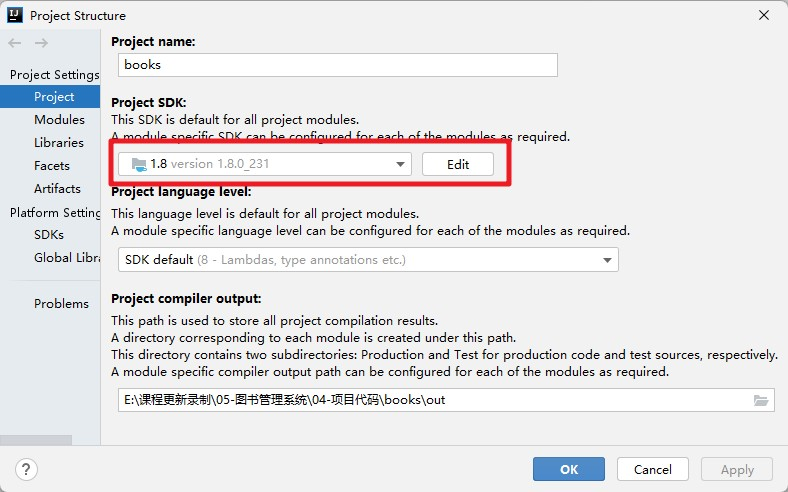 Project Structure
Project name:
books
Project Settings
Project
Modules
Libraries
Facets
Artifacts
Platform Setting
SDKs
Global Libra
Problems
Project SDK:
This SDK is default for all project modules.
A module specific SDK can be configured for each of the modules as required.
1.8 version 1.8.0_231
Edit
Project language level:
This language level is default for all project modules.
A module specific language level can be configured for each of the modules as required.
SDK default (8 - Lambdas, type annotations etc.)
Project compiler output:
This path is used to store all project compilation results.
A directory corresponding to each module is created under this path.
This directory contains two subdirectories: Production and Test for production code and test sources, respectively.
A module specific compiler output path can be configured for each of the modules as required.
E:\课程更新录制\05-图书管理系统\04-项目代码\books\out
?
OK
Cancel
Apply